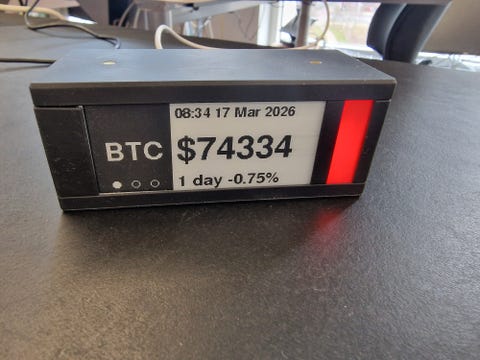 08:34 17 Mar 2026
BTC $74334
1 day -0.75%